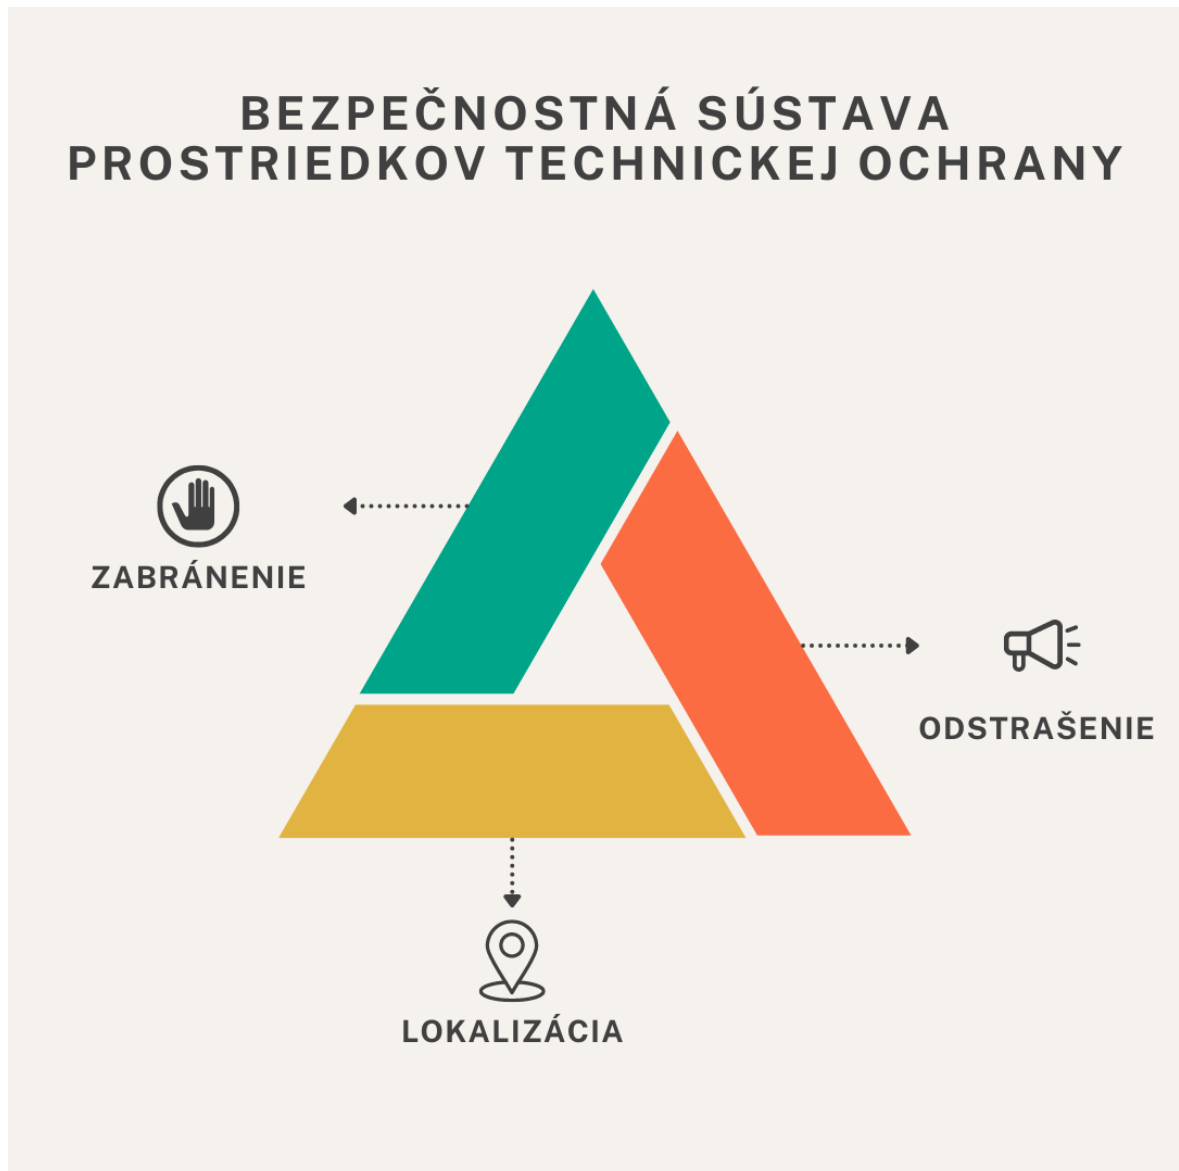 BEZPEČNOSTNÁ SÚSTAVA
PROSTRIEDKOV TECHNICKEJ OCHRANY
ZABRÁNENIE
ODSTRAŠENIE
LOKALIZÁCIA